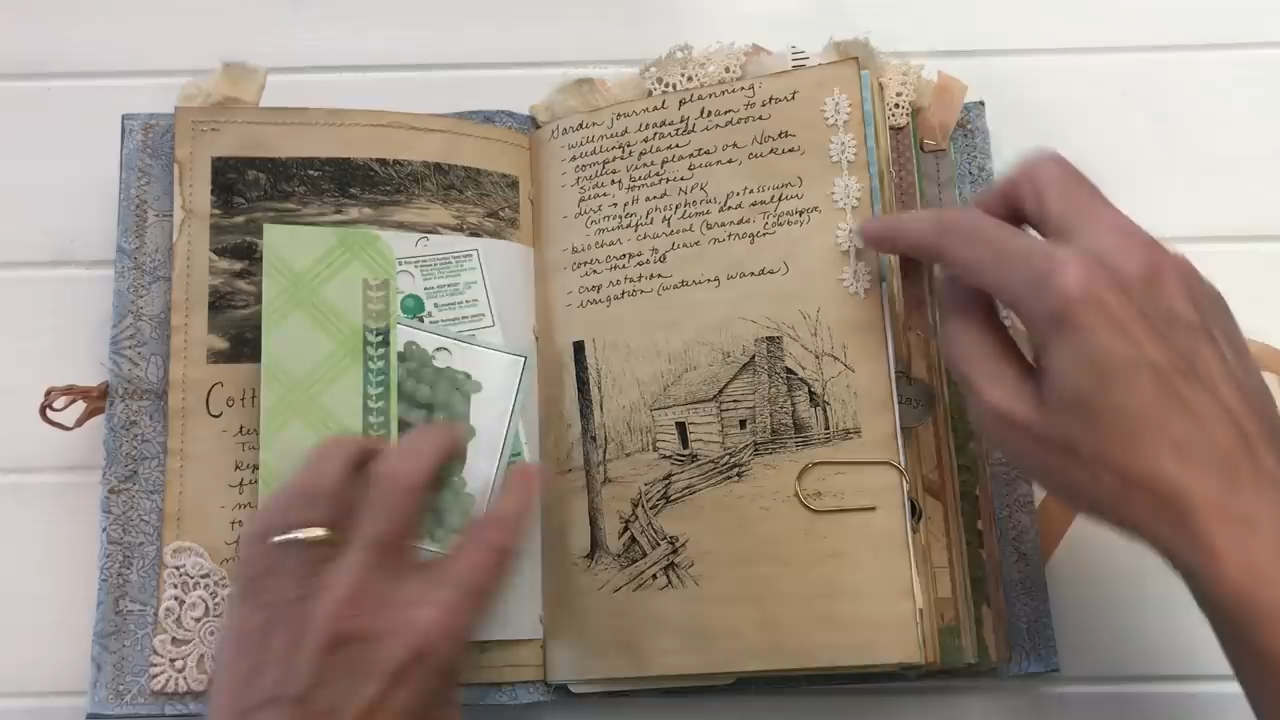 Garden journal planning:
- will need loads of loam to start
- seedlings started indoors
- compost plans
- trellis vine plants on North
side of beds... beans, cukes,
peas, tomatoes
- dirt → pH and NPK
(nitrogen, phosphorus, potassium)
- mindful of lime and sulfur
- bio char - charcoal (brands: Troposphere,
Cowboy)
- cover crops to leave nitrogen
in the soil
- crop rotation
- irrigation (watering wands)
Cott
- m
to